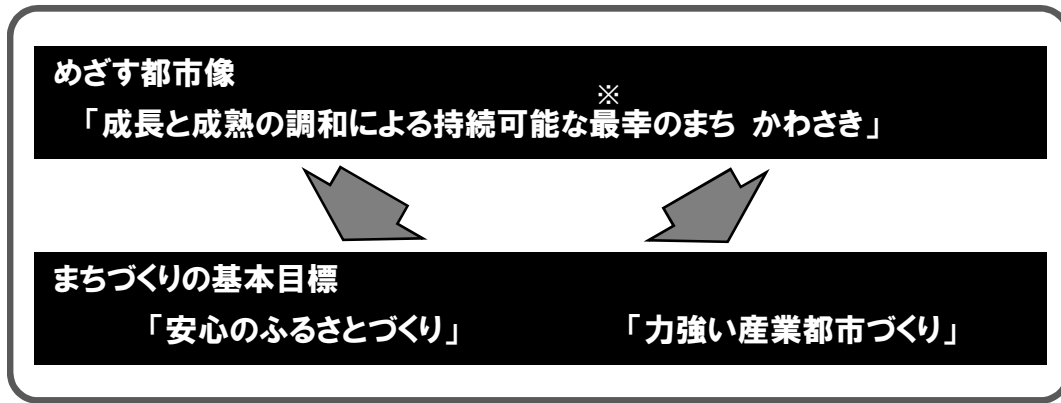 めざす都市像
※
「成長と成熟の調和による持続可能な最幸のまち かわさき」
まちづくりの基本目標
「安心のふるさとづくり」 「力強い産業都市づくり」